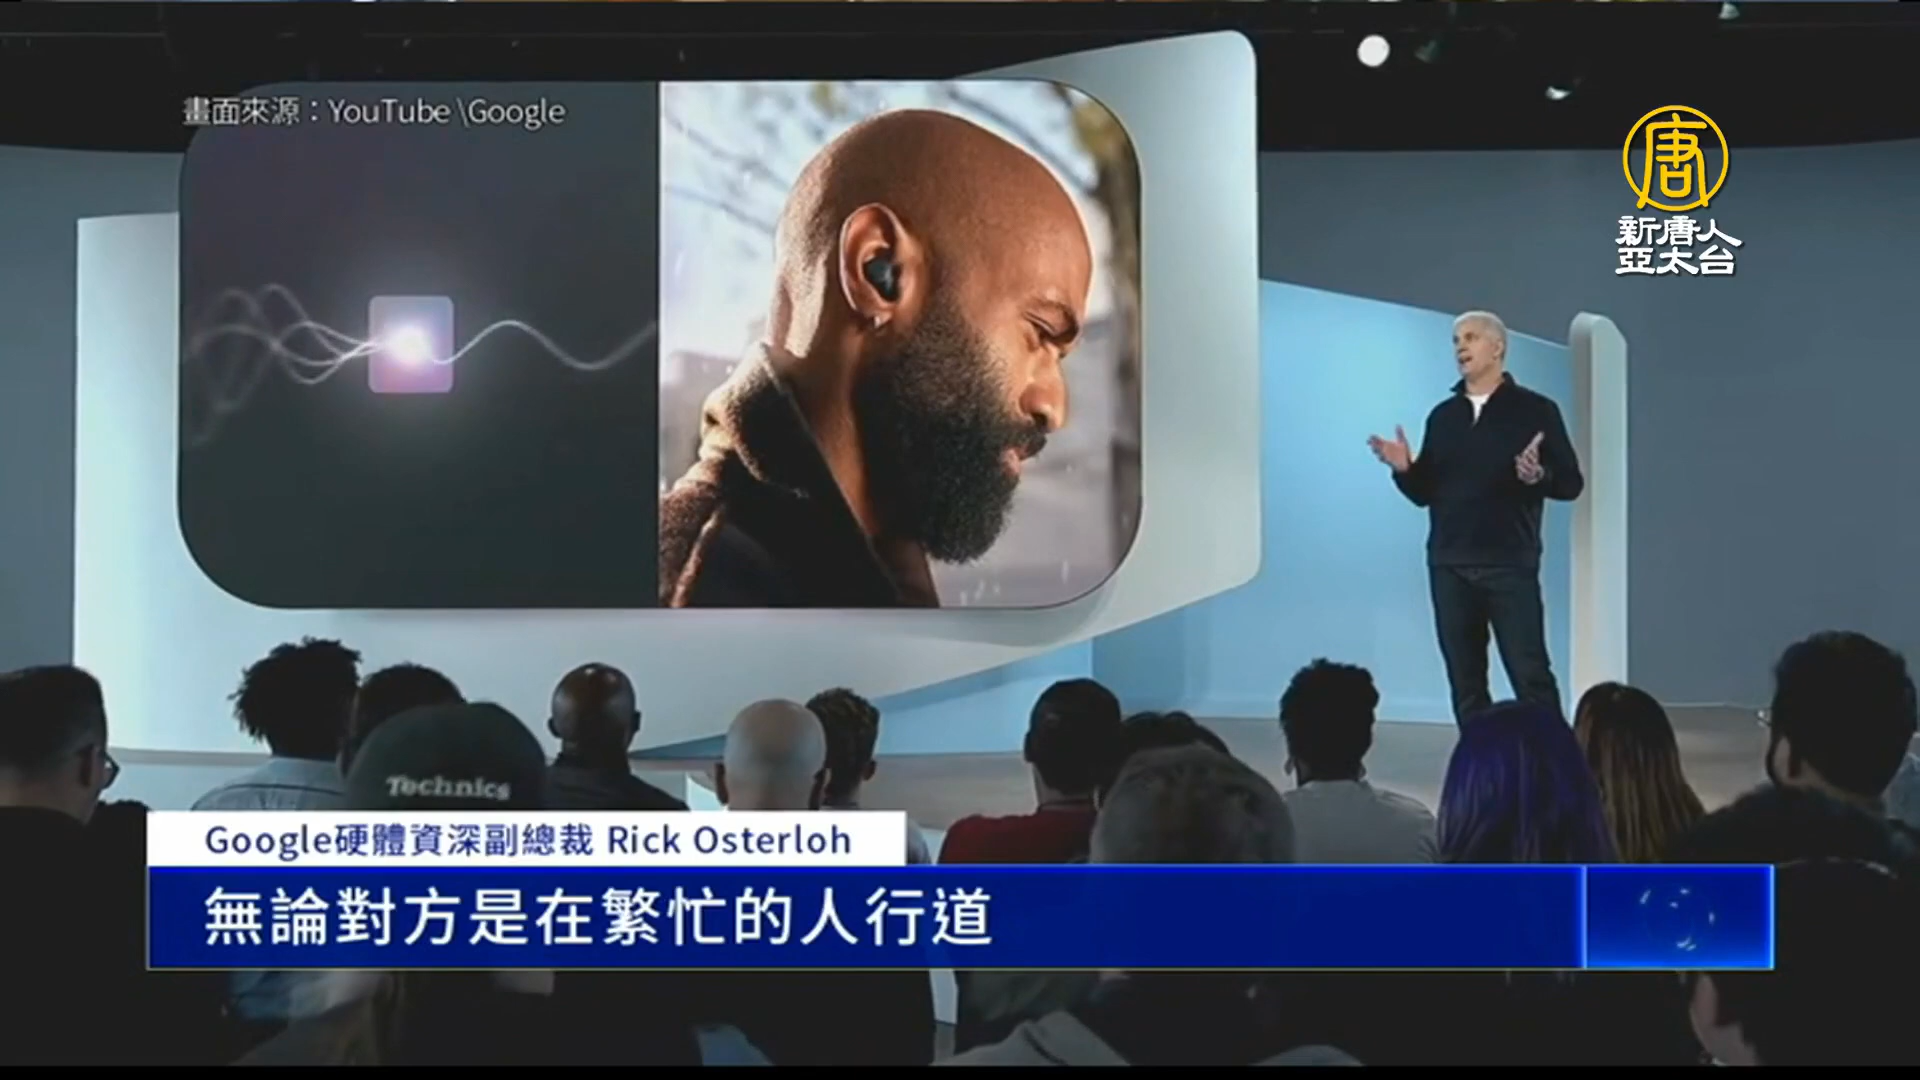 畫面來源：YouTube \Google
唐
新唐人
亞太台
Technics
Google硬體資深副總裁 Rick Osterloh
無論對方是在繁忙的人行道